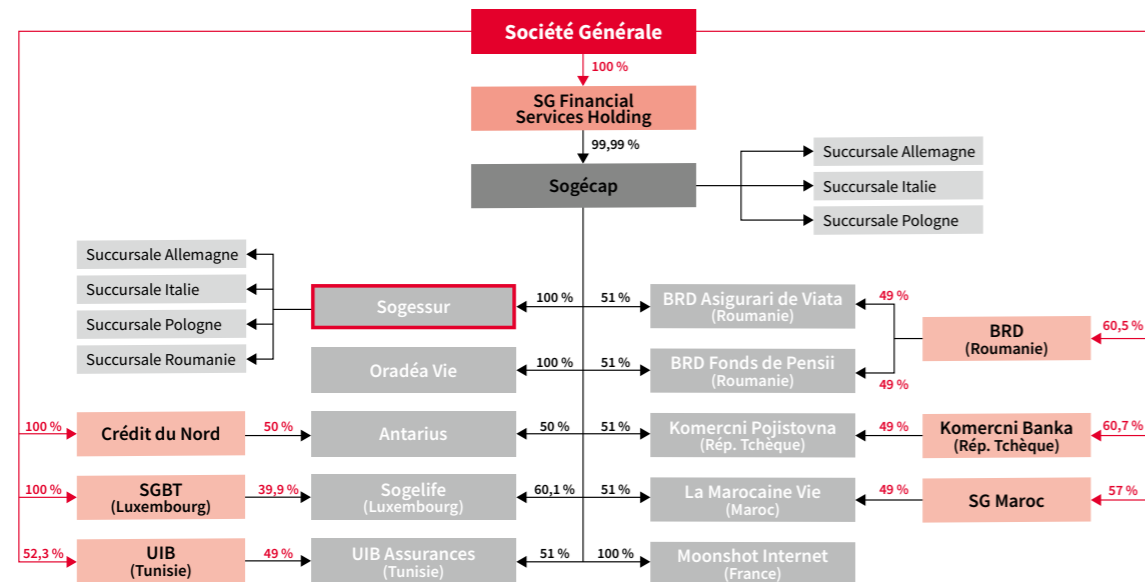 Société Générale
100 %
SG Financial
Services Holding
99,99 %
Sogécap
Succursale Allemagne
Succursale Italie
Succursale Pologne
Succursale Allemagne
Succursale Italie
Succursale Pologne
Succursale Roumanie
Sogessur
100 %
51 %
BRD Asigurari de Viata
(Roumanie)
49 %
BRD
(Roumanie)
60,5 %
Oradéa Vie
100 %
51 %
BRD Fonds de Pensii
(Roumanie)
49 %
100 %
Crédit du Nord
50 %
Antarius
50 %
51 %
Komercni Pojistovna
(Rép. Tchèque)
49 %
Komercni Banka
(Rép. Tchèque)
60,7 %
100 %
SGBT
(Luxembourg)
39,9 %
Sogelife
(Luxembourg)
60,1 %
51 %
La Marocaine Vie
(Maroc)
49 %
SG Maroc
57 %
52,3 %
UIB
(Tunisie)
49 %
UIB Assurances
(Tunisie)
51 %
100 %
Moonshot Internet
(France)